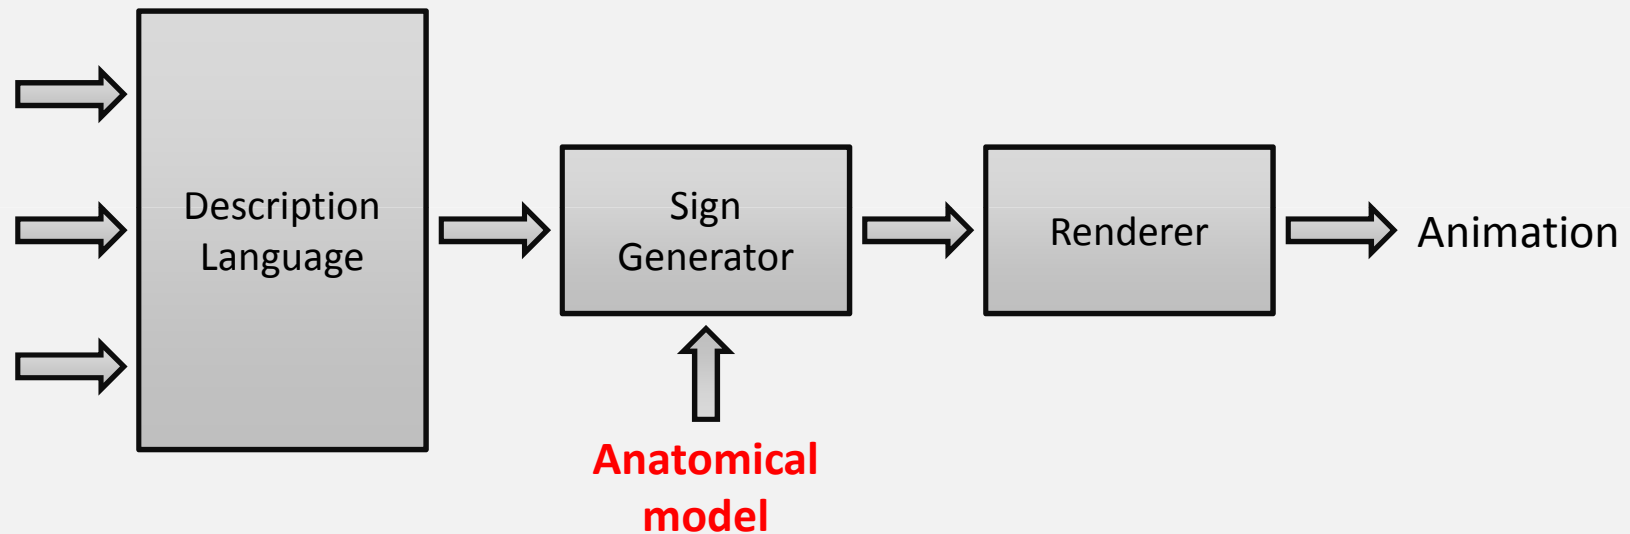 Description
Language
Sign
Generator
Renderer
Animation
Anatomical
model